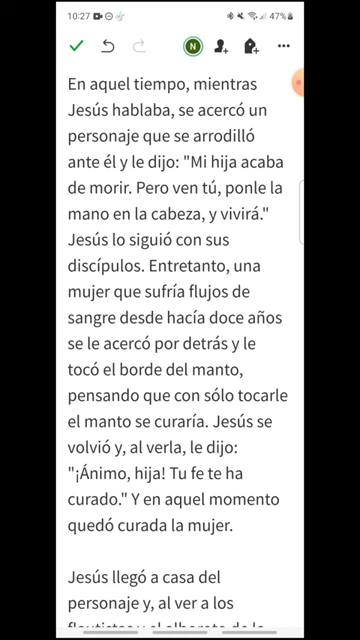 10:27
47%
N
En aquel tiempo, mientras
Jesús hablaba, se acercó un
personaje que se arrodilló
ante él y le dijo: "Mi hija acaba
de morir. Pero ven tú, ponle la
mano en la cabeza, y vivirá."
Jesús lo siguió con sus
discípulos. Entretanto, una
mujer que sufría flujos de
sangre desde hacía doce años
se le acercó por detrás y le
tocó el borde del manto,
pensando que con sólo tocarle
el manto se curaría. Jesús se
volvió y, al verla, le dijo:
"¡Ánimo, hija! Tu fe te ha
curado." Y en aquel momento
quedó curada la mujer.
Jesús llegó a casa del
personaje y, al ver a los